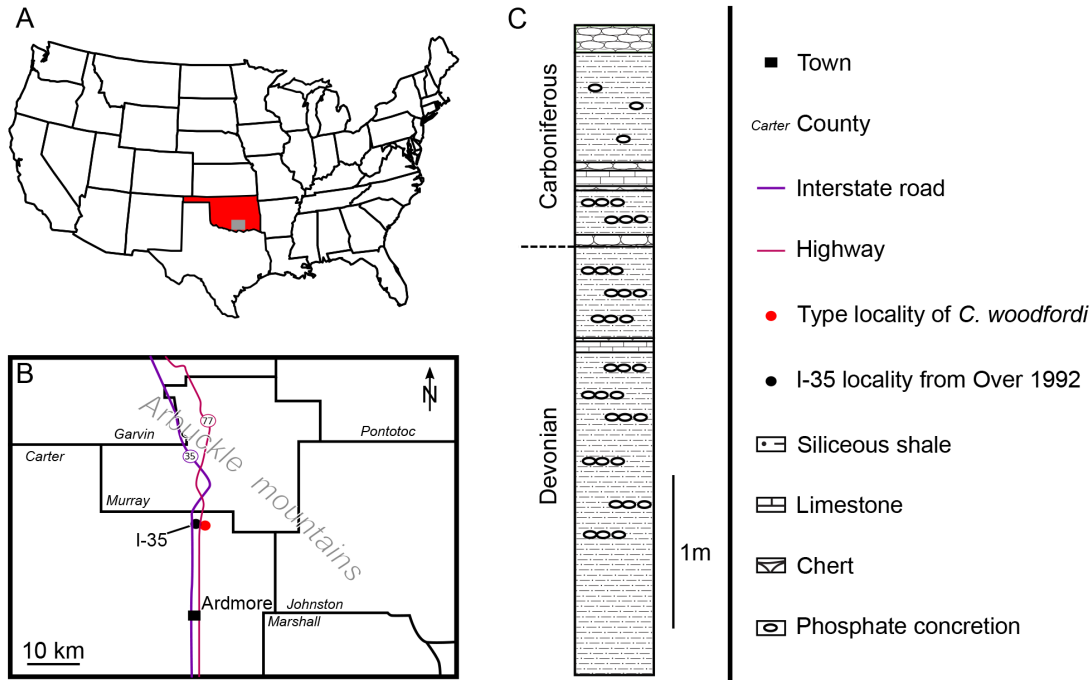 A
B
N
Arbuckle mountains
77
35
Garvin
Pontotoc
Carter
Murray
I-35
Ardmore
Johnston
Marshall
10 km
C
Carboniferous
Devonian
1m
Town
Carter County
Interstate road
Highway
Type locality of C. woodfordi
I-35 locality from Over 1992
Siliceous shale
Limestone
Chert
Phosphate concretion